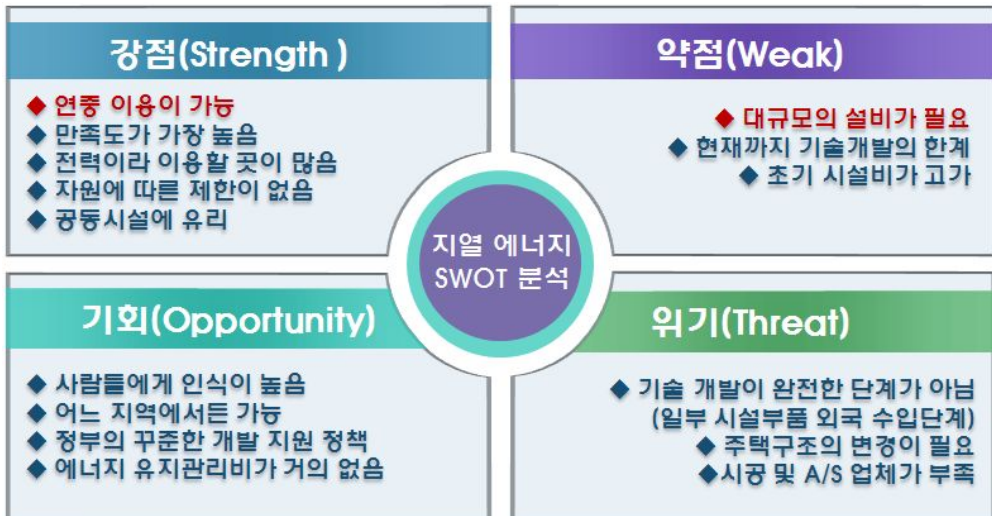 강점(Strength )
◆ 연중 이용이 가능
◆ 만족도가 가장 높음
◆ 전력이라 이용할 곳이 많음
◆ 자원에 따른 제한이 없음
◆ 공동시설에 유리
약점(Weak)
◆ 대규모의 설비가 필요
◆ 현재까지 기술개발의 한계
◆ 초기 시설비가 고가
지열 에너지
SWOT 분석
기회(Opportunity)
◆ 사람들에게 인식이 높음
◆ 어느 지역에서든 가능
◆ 정부의 꾸준한 개발 지원 정책
◆ 에너지 유지관리비가 거의 없음
위기(Threat)
◆ 기술 개발이 완전한 단계가 아님
(일부 시설부품 외국 수입단계)
◆ 주택구조의 변경이 필요
◆시공 및 A/S 업체가 부족